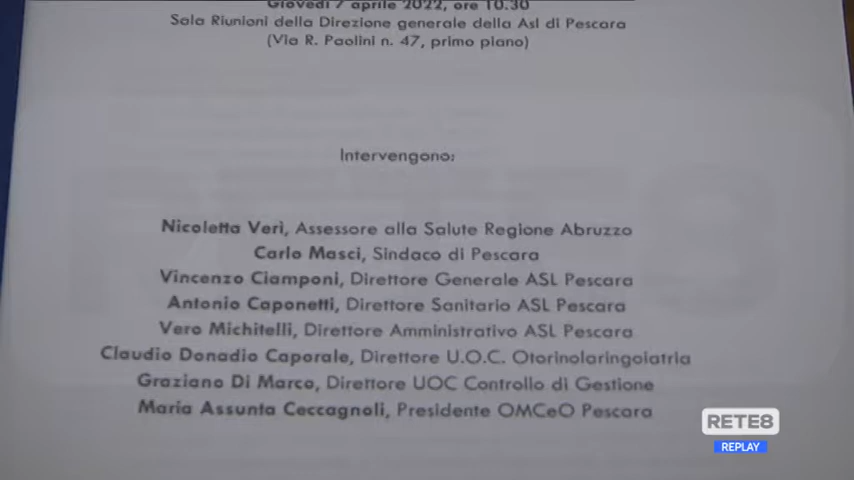 Giovedì 7 aprile 2022, ore 10.30
Sala Riunioni della Direzione generale della Asl di Pescara
(Via R. Paolini n. 47, primo piano)
Intervengono:
Nicoletta Verì, Assessore alla Salute Regione Abruzzo
Carlo Masci, Sindaco di Pescara
Vincenzo Ciamponi, Direttore Generale ASL Pescara
Antonio Caponetti, Direttore Sanitario ASL Pescara
Vero Michitelli, Direttore Amministrativo ASL Pescara
Claudio Donadio Caporale, Direttore U.O.C. Otorinolaringoiatria
Graziano Di Marco, Direttore UOC Controllo di Gestione
Maria Assunta Ceccagnoli, Presidente OMCeO Pescara
RETE8
REPLAY